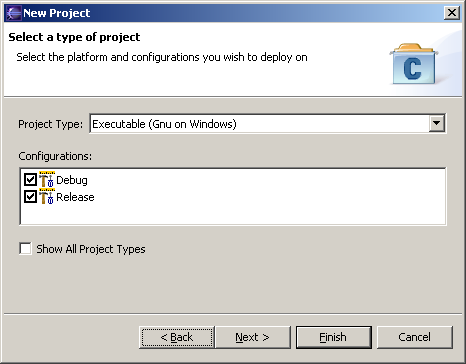 New Project
Select a type of project
Select the platform and configurations you wish to deploy on
C
Project Type: Executable (Gnu on Windows)
Configurations:
Debug
Release
Show All Project Types
< Back Next > Finish Cancel